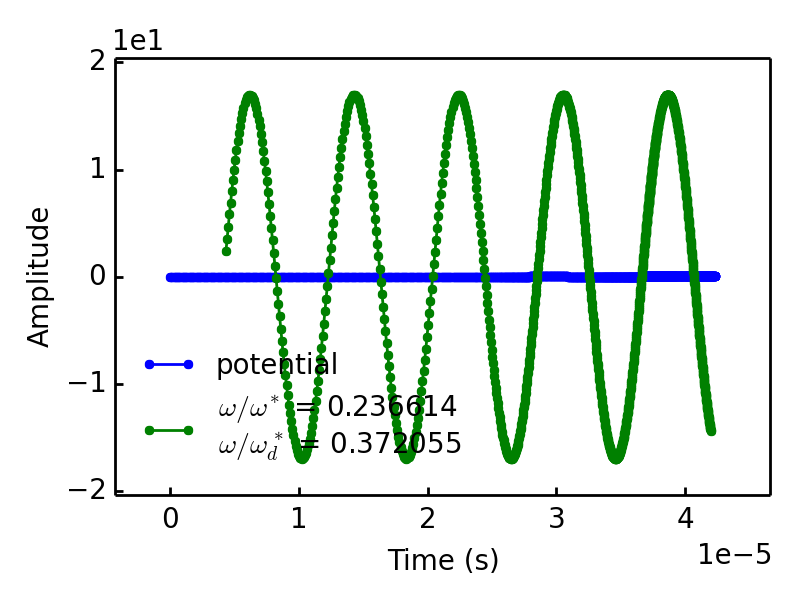 1e1
2
1
0
−1
−2
Amplitude
potential
ω/ω* = 0.236614
ω/ω_d* = 0.372055
0 1 2 3 4
1e−5
Time (s)